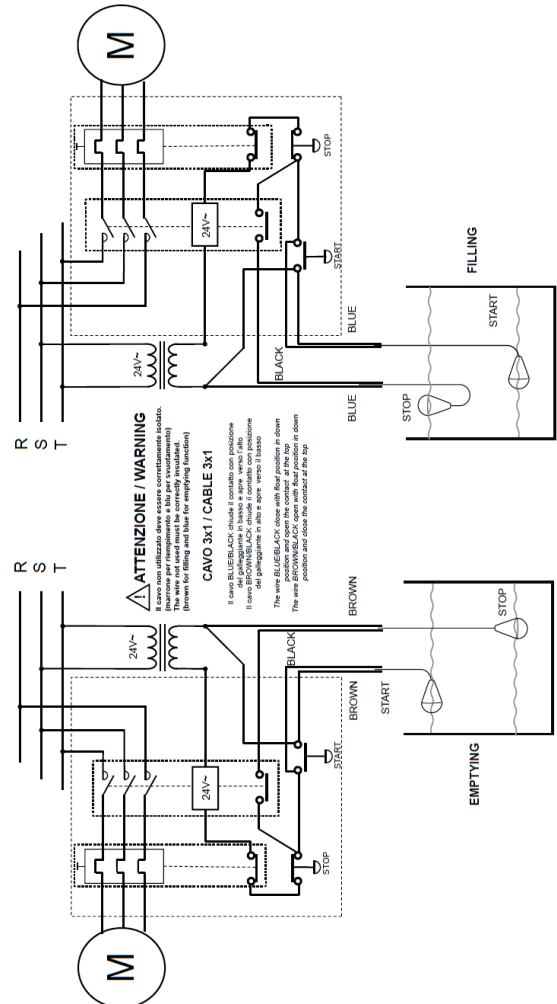 M
R
S
T
24V~
24V~
STOP
START
BLACK
BROWN
BROWN
START
STOP
EMPTYING
ATTENZIONE / WARNING
Il cavo non utilizzato deve essere correttamente isolato.
(marrone per riempimento e blu per svuotamento)
The wire not used must be correctly insulated.
(brown for filling and blue for emptying function)
CAVO 3x1 / CABLE 3x1
Il cavo BLUE/BLACK chiude il contatto con posizione
del galleggiante in basso e apre verso l'alto
Il cavo BROWN/BLACK chiude il contatto con posizione
del galleggiante in alto e apre verso il basso
The wire BLUE/BLACK close with float position in down
position and open the contact at the top
The wire BROWN/BLACK open with float position in down
position and close the contact at the top
R
S
T
M
24V~
24V~
STOP
START
BLACK
BLUE
BLUE
STOP
START
FILLING